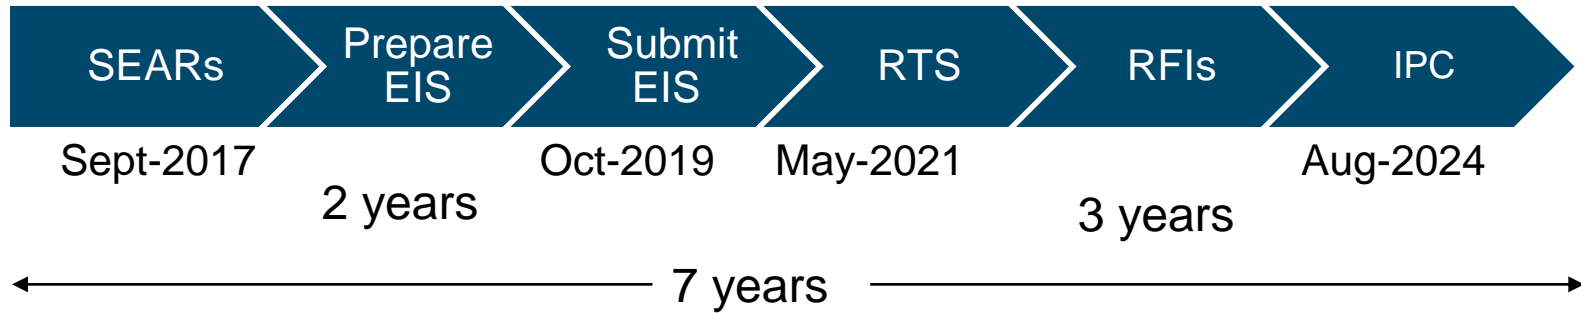 SEARs
Prepare
EIS
Submit
EIS
RTS
RFIs
IPC
Sept-2017
Oct-2019
May-2021
Aug-2024
2 years
3 years
7 years